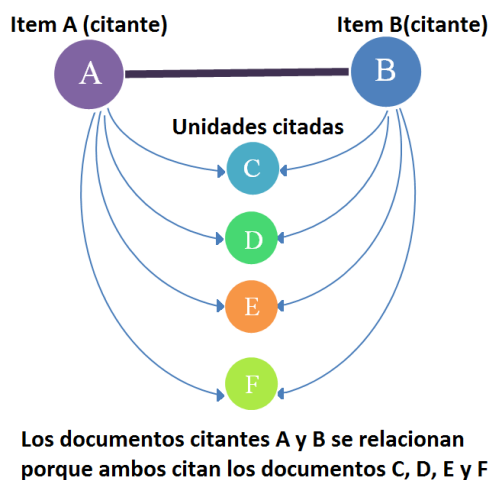 Item A (citante) Item B(citante)
A B
Unidades citadas
C
D
E
F
Los documentos citantes A y B se relacionan
porque ambos citan los documentos C, D, E y F